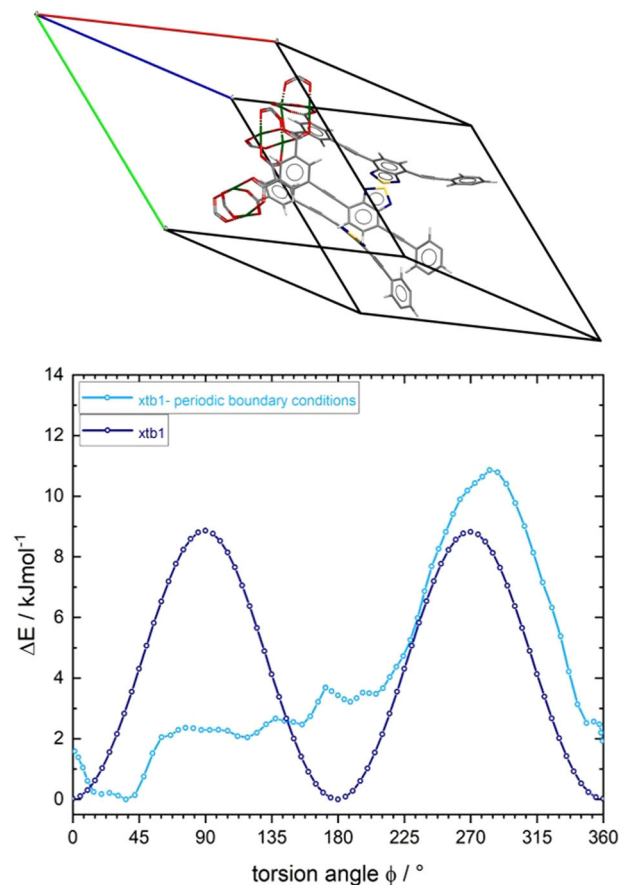 14
12
10
8
6
4
2
0
ΔE / kJmol⁻¹
xtb1- periodic boundary conditions
xtb1
0 45 90 135 180 225 270 315 360
torsion angle ϕ / °